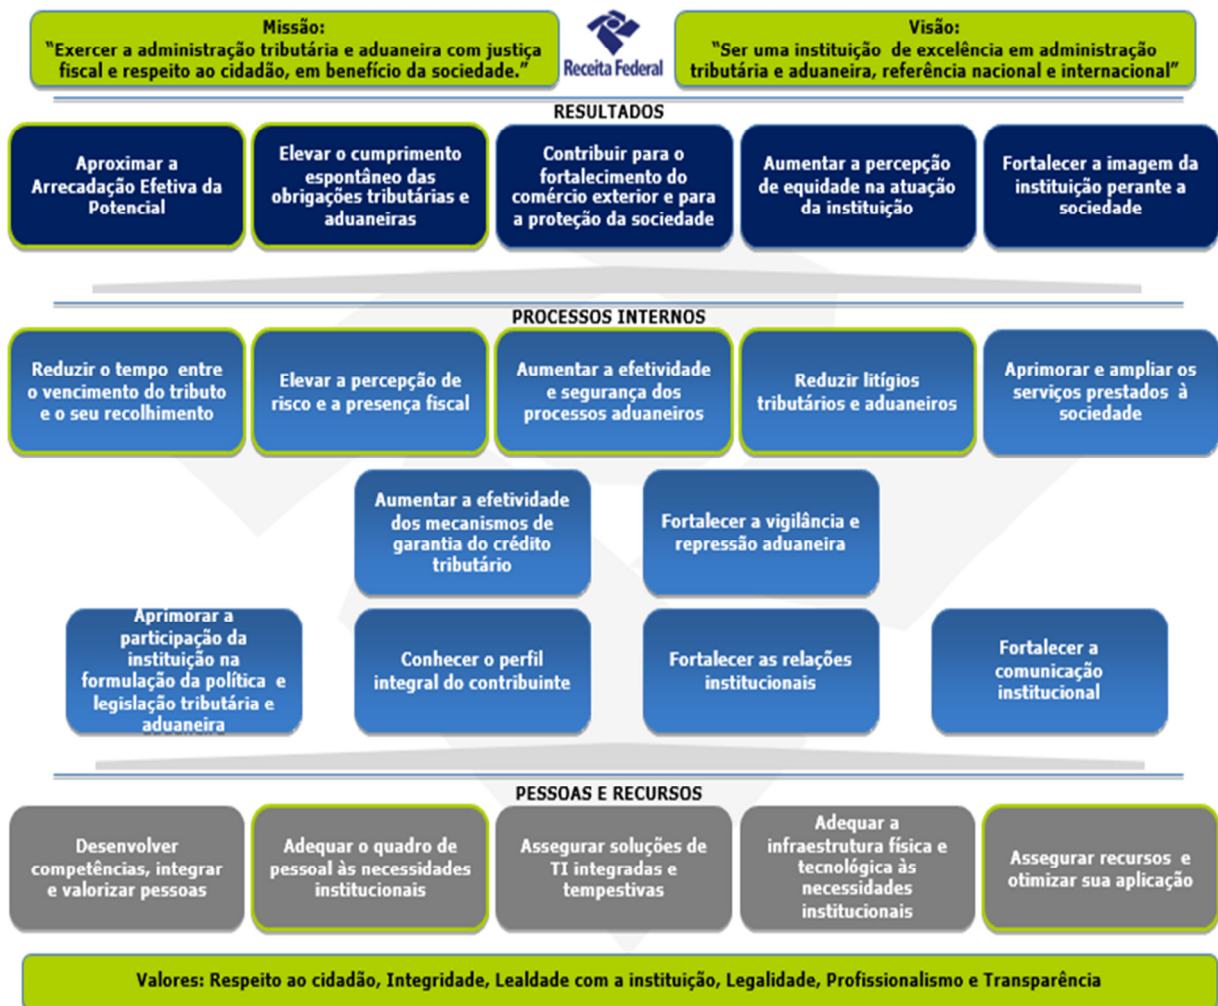 Missão:
“Exercer a administração tributária e aduaneira com justiça
fiscal e respeito ao cidadão, em benefício da sociedade.”
Receita Federal
Visão:
“Ser uma instituição de excelência em administração
tributária e aduaneira, referência nacional e internacional”
RESULTADOS
Aproximar a
Arrecadação Efetiva da
Potencial
Elevar o cumprimento
espontâneo das
obrigações tributárias e
aduaneiras
Contribuir para o
fortalecimento do
comércio exterior e para
a proteção da sociedade
Aumentar a percepção
de equidade na atuação
da instituição
Fortalecer a imagem da
instituição perante a
sociedade
PROCESSOS INTERNOS
Reduzir o tempo entre
o vencimento do tributo
e o seu recolhimento
Elevar a percepção de
risco e a presença fiscal
Aumentar a efetividade
e segurança dos
processos aduaneiros
Reduzir litígios
tributários e aduaneiros
Aprimorar e ampliar os
serviços prestados à
sociedade
Aumentar a efetividade
dos mecanismos de
garantia do crédito
tributário
Fortalecer a vigilância e
repressão aduaneira
Aprimorar a
participação da
instituição na
formulação da política e
legislação tributária e
aduaneira
Conhecer o perfil
integral do contribuinte
Fortalecer as relações
institucionais
Fortalecer a
comunicação
institucional
PESSOAS E RECURSOS
Desenvolver
competências, integrar
e valorizar pessoas
Adequar o quadro de
pessoal às necessidades
institucionais
Assegurar soluções de
TI integradas e
tempestivas
Adequar a
infraestrutura física e
tecnológica às
necessidades
institucionais
Assegurar recursos e
otimizar sua aplicação
Valores: Respeito ao cidadão, Integridade, Lealdade com a instituição, Legalidade, Profissionalismo e Transparência